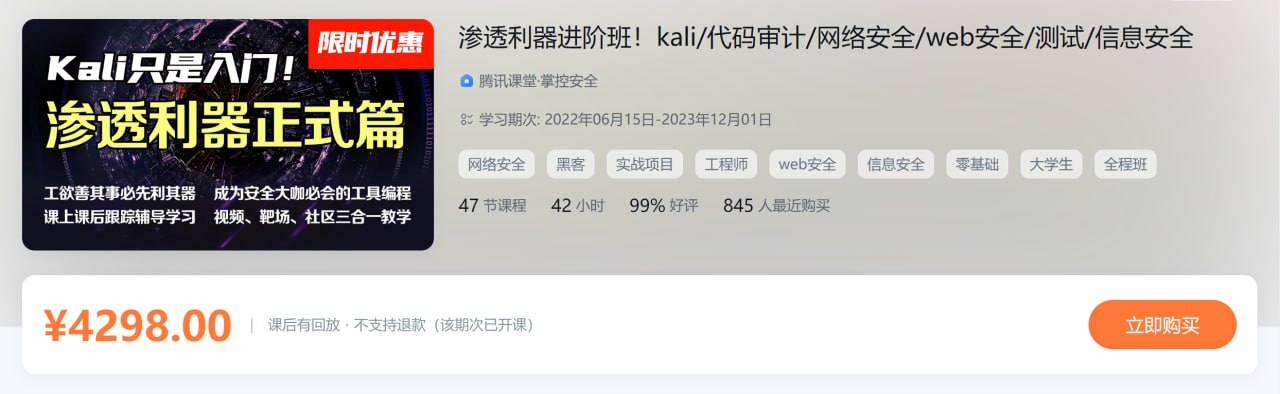 限时优惠
Kali只是入门！
渗透利器正式篇
工欲善其事必先利其器 成为安全大咖必会的工具编程
课上课后跟踪辅导学习 视频、靶场、社区三合一教学
渗透利器进阶班！kali/代码审计/网络安全/web安全/测试/信息安全
腾讯课堂·掌控安全
学习期次: 2022年06月15日-2023年12月01日
网络安全 黑客 实战项目 工程师 web安全 信息安全 零基础 大学生 全程班
47 节课程 42 小时 99% 好评 845 人最近购买
¥4298.00 | 课后有回放 · 不支持退款（该期次已开课） 立即购买